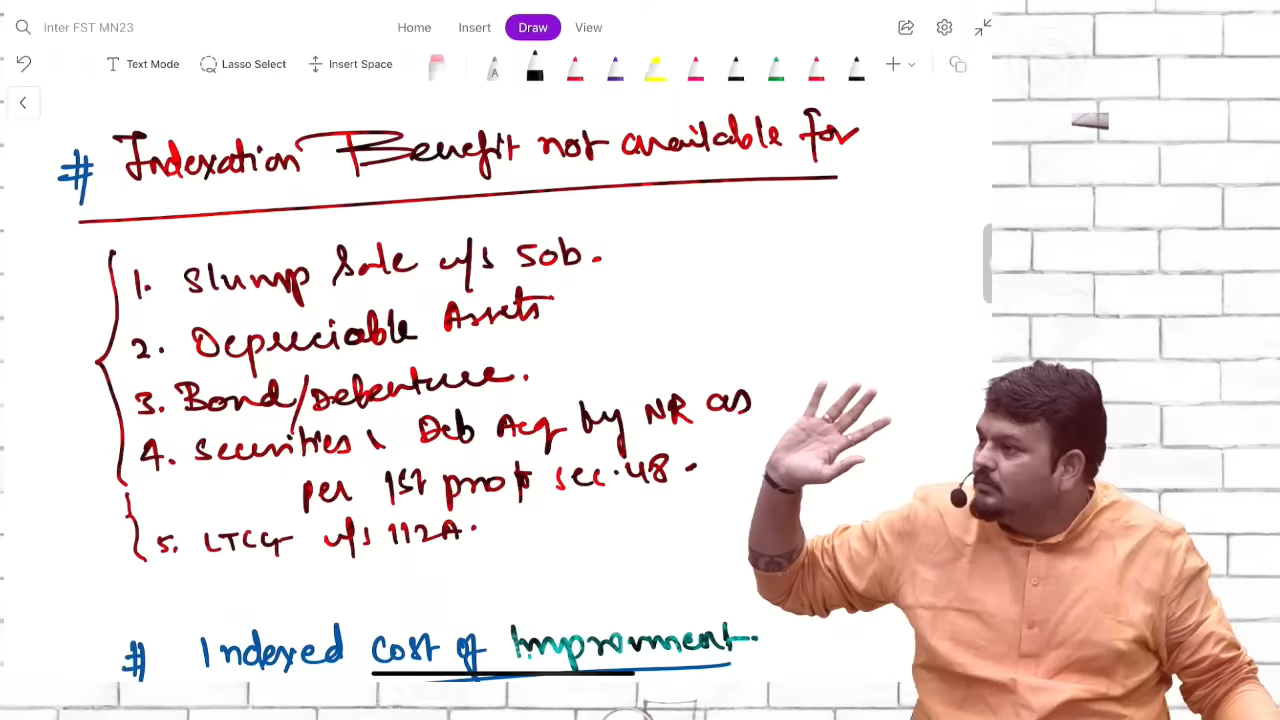 Inter FST MN23
Home Insert Draw View
Text Mode Lasso Select Insert Space
A
# Indexation Benefit not available for
1. Slump Sale u/s 50b.
2. Depreciable Assets
3. Bond/Debenture.
4. Securities & Deb Acq by NR as
per 1st prov sec. 48.
5. LTCG u/s 112A.
# Indexed cost of Improvment.